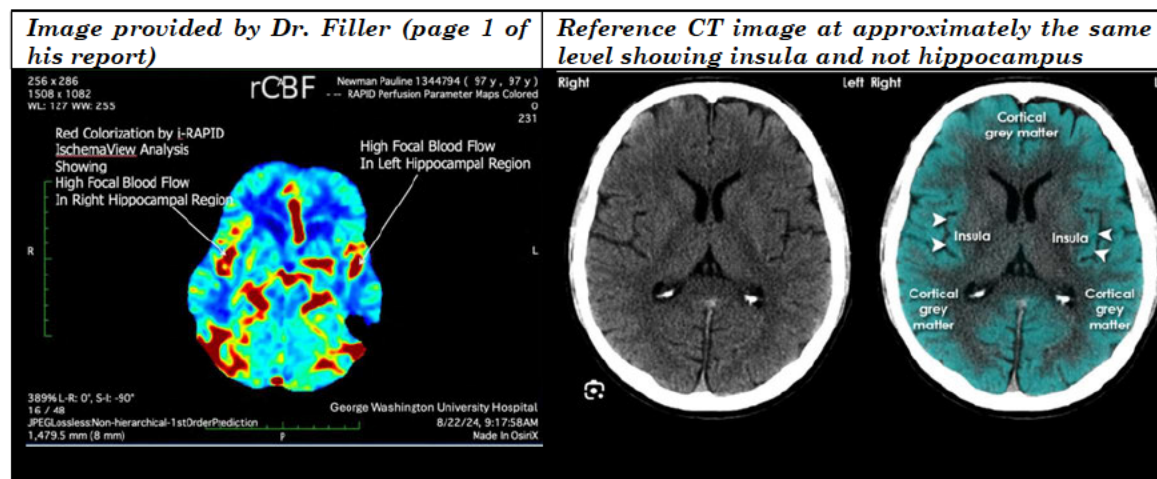 Image provided by Dr. Filler (page 1 of
his report)
Reference CT image at approximately the same
level showing insula and not hippocampus
256 x 286
1508 x 1082
WL: 127 WW: 255
rCBF
Newman Pauline 1344794 ( 97 y , 97 y )
--- RAPID Perfusion Parameter Maps Colored
0
231
Red Colorization by i-RAPID
IschemaView Analysis
Showing
High Focal Blood Flow
In Right Hippocampal Region
High Focal Blood Flow
In Left Hippocampal Region
R
L
389% L-R: 0°, S-I: -90°
16 / 48
JPEGLossless:Non-hierarchical-1stOrderPrediction
1,479.5 mm (8 mm)
P
George Washington University Hospital
8/22/24, 9:17:58AM
Made In OsiriX
Right
Left
Right
L
Cortical
grey matter
Insula
Insula
Cortical
grey
matter
Cortical
grey
matter